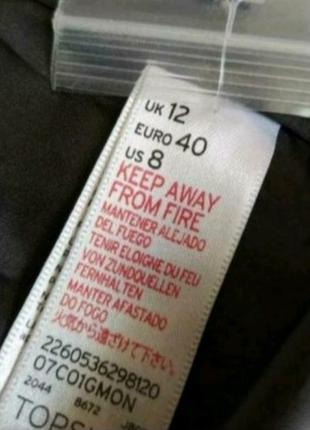 UK 12
EURO 40
US 8
KEEP AWAY
FROM FIRE
MANTENER ALEJADO
DEL FUEGO
TENIR ELOIGNE DU FEU
VON ZUNDQUELLEN
FERNHALTEN
MANTER AFASTADO
DO FOGO
火気から遠ざけて下さい。
2260536298120
07C01GMON
2044 8672